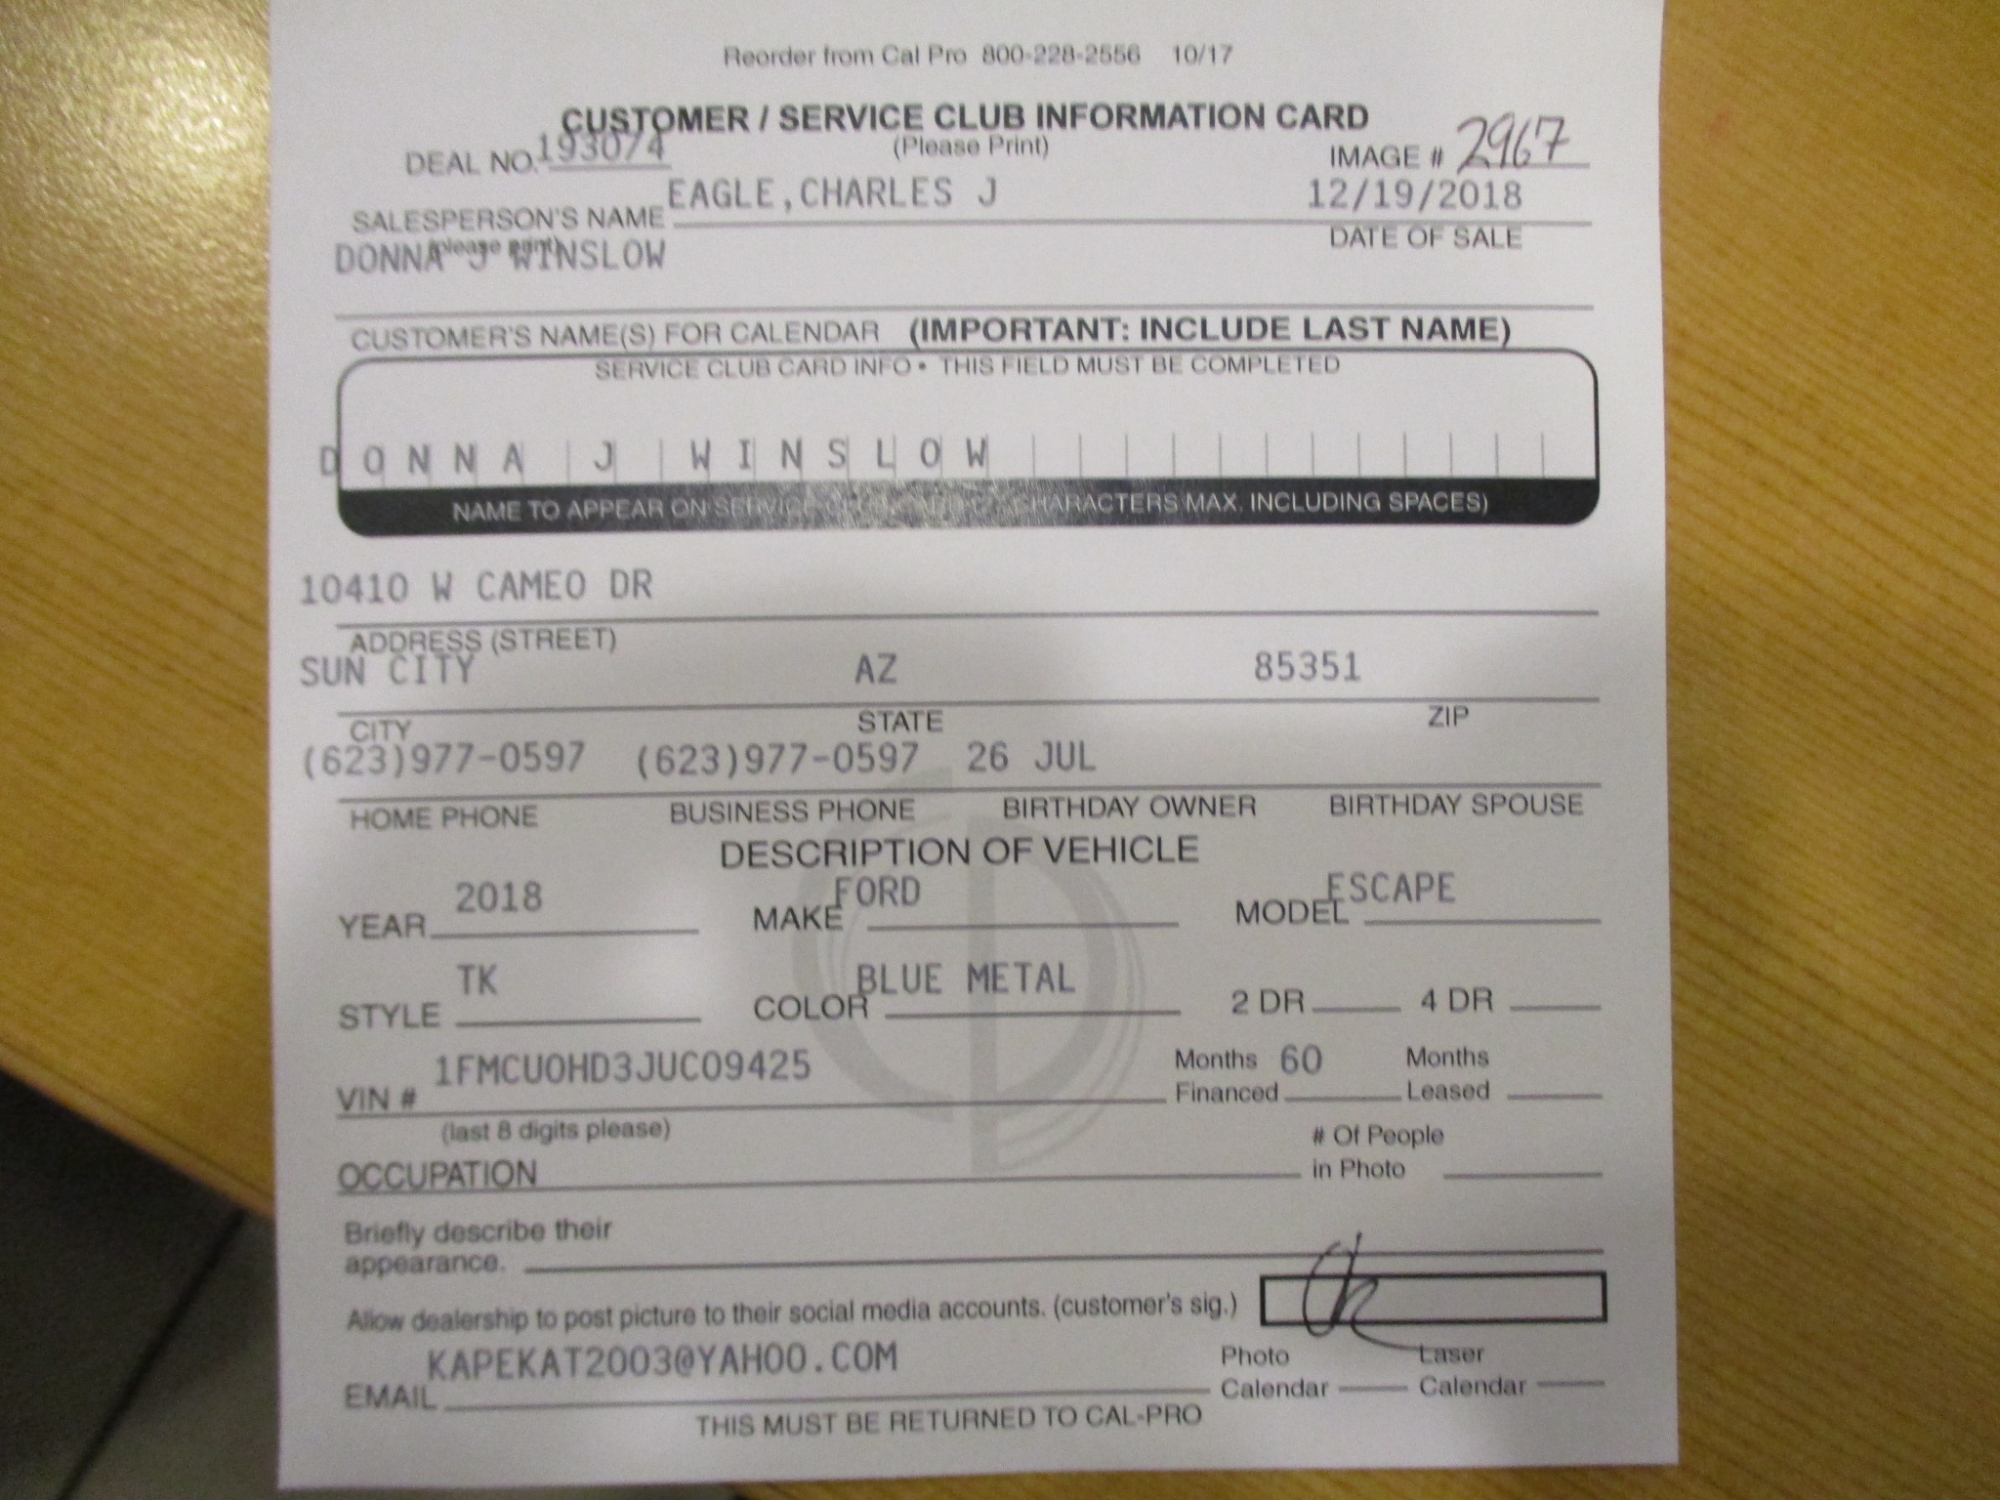 Reorder from Cal Pro 800-228-2556 10/17
CUSTOMER / SERVICE CLUB INFORMATION CARD
(Please Print)
DEAL NO. 193074 IMAGE # 2967
SALESPERSON'S NAME EAGLE,CHARLES J 12/19/2018
(please print) DATE OF SALE
DONNA J WINSLOW
CUSTOMER'S NAME(S) FOR CALENDAR (IMPORTANT: INCLUDE LAST NAME)
SERVICE CLUB CARD INFO • THIS FIELD MUST BE COMPLETED
DONNA J WINSLOW
NAME TO APPEAR ON SERVICE CHARACTERS MAX. INCLUDING SPACES)
10410 W CAMEO DR
ADDRESS (STREET)
SUN CITY AZ 85351
CITY STATE ZIP
(623)977-0597 (623)977-0597 26 JUL
HOME PHONE BUSINESS PHONE BIRTHDAY OWNER BIRTHDAY SPOUSE
DESCRIPTION OF VEHICLE
YEAR 2018 MAKE FORD MODEL ESCAPE
STYLE TK COLOR BLUE METAL 2 DR 4 DR
VIN # 1FMCU0HD3JUC09425 Months Financed 60 Months Leased
(last 8 digits please) # Of People in Photo
OCCUPATION
Briefly describe their
appearance.
Allow dealership to post picture to their social media accounts. (customer's sig.)
EMAIL KAPEKAT2003@YAHOO.COM Photo Calendar Laser Calendar
THIS MUST BE RETURNED TO CAL-PRO